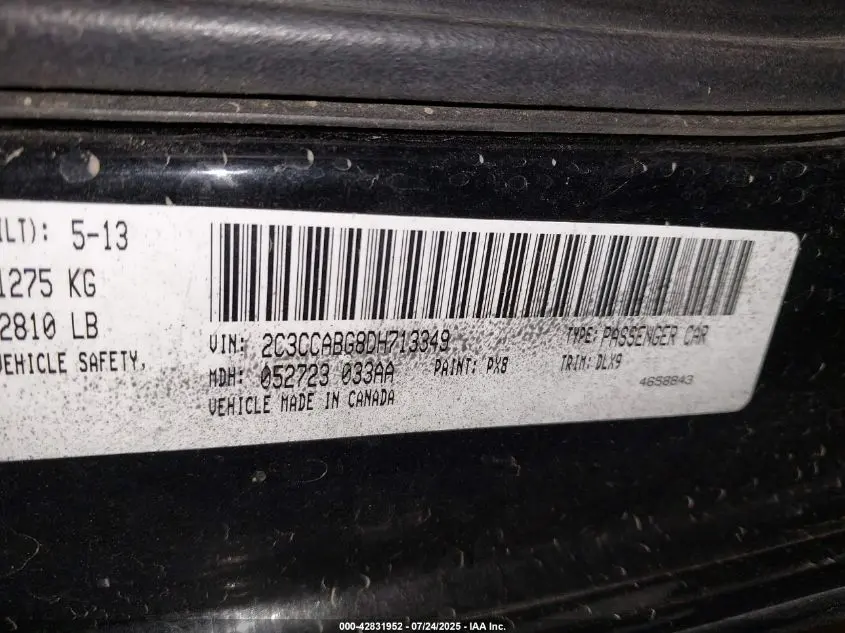 ILT): 5-13
1275 KG
2810 LB
VEHICLE SAFETY,
VIN: 2C3CCABG8DH713349
TYPE: PASSENGER CAR
MDH: 052723 033AA
PAINT: PX8
TRIM: DLX9
VEHICLE MADE IN CANADA
4658843
000-42831952 - 07/24/2025 - IAA Inc.